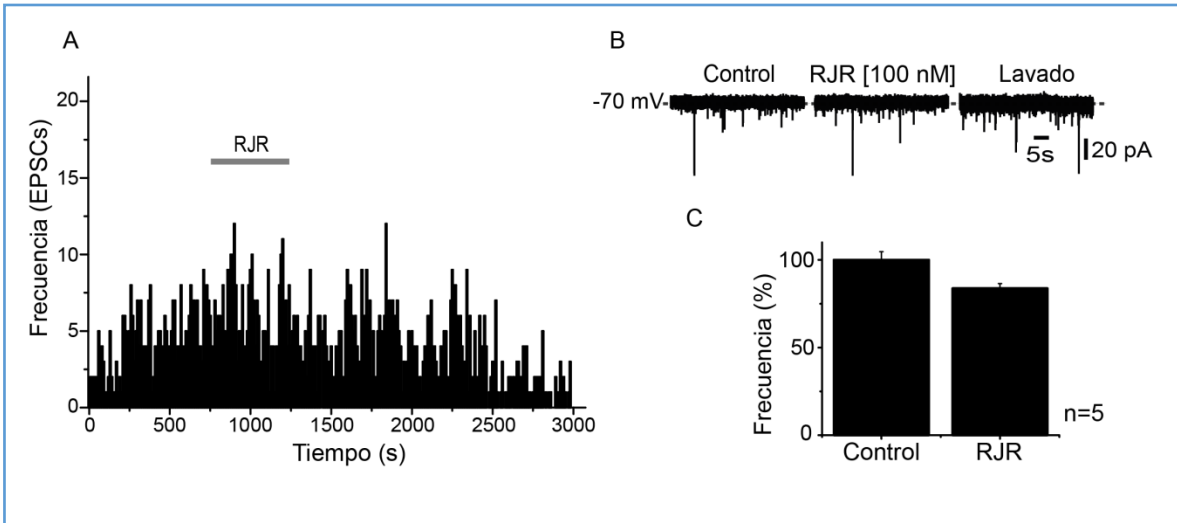 A
Frecuencia (EPSCs)
20
15
10
5
0
RJR
0 500 1000 1500 2000 2500 3000
Tiempo (s)
B
Control RJR [100 nM] Lavado
-70 mV
5s
20 pA
C
Frecuencia (%)
100
50
0
Control RJR
n=5